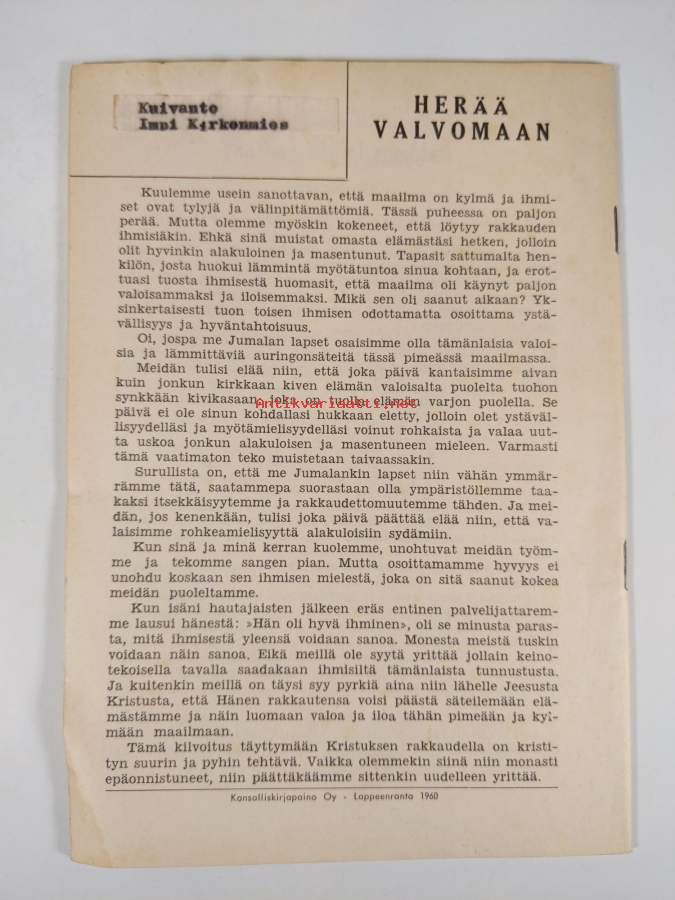 Kuivanto
Impi Kirkonmies
HERÄÄ
VALVOMAAN
Kuulemme usein sanottavan, että maailma on kylmä ja ihmi-
set ovat tylyjä ja välinpitämättömiä. Tässä puheessa on paljon
perää. Mutta olemme myöskin kokeneet, että löytyy rakkauden
ihmisiäkin. Ehkä sinä muistat omasta elämästäsi hetken, jolloin
olit hyvinkin alakuloinen ja masentunut. Tapasit sattumalta hen-
kilön, josta huokui lämmintä myötätuntoa sinua kohtaan, ja erot-
tuasi tuosta ihmisestä huomasit, että maailma oli käynyt paljon
valoisammaksi ja iloisemmaksi. Mikä sen oli saanut aikaan? Yk-
sinkertaisesti tuon toisen ihmisen odottamatta osoittama ystä-
vällisyys ja hyväntahtoisuus.
Oi, jospa me Jumalan lapset osaisimme olla tämänlaisia valoi-
sia ja lämmittäviä auringonsäteitä tässä pimeässä maailmassa.
Meidän tulisi elää niin, että joka päivä kantaisimme aivan
kuin jonkun kirkkaan kiven elämän valoisalta puolelta tuohon
synkkään kivikasaan, joka on tuolla elämän varjon puolella. Se
Antikvariaatti.net
päivä ei ole sinun kohdallasi hukkaan eletty, jolloin olet ystäväl-
lisyydelläsi ja myötämielisyydelläsi voinut rohkaista ja valaa uut-
ta uskoa jonkun alakuloisen ja masentuneen mieleen. Varmasti
tämä vaatimaton teko muistetaan taivaassakin.
Surullista on, että me Jumalankin lapset niin vähän ymmär-
rämme tätä, saatammepa suorastaan olla ympäristöllemme taa-
kaksi itsekkäisyytemme ja rakkaudettomuutemme tähden. Ja mei-
dän, jos kenenkään, tulisi joka päivä päättää elää niin, että va-
laisimme rohkeamielisyyttä alakuloisiin sydämiin.
Kun sinä ja minä kerran kuolemme, unohtuvat meidän työm-
me ja tekomme sangen pian. Mutta osoittamamme hyvyys ei
unohdu koskaan sen ihmisen mielestä, joka on sitä saanut kokea
meidän puoleltamme.
Kun isäni hautajaisten jälkeen eräs entinen palvelijattarem-
me lausui hänestä: »Hän oli hyvä ihminen», oli se minusta paras-
ta, mitä ihmisestä yleensä voidaan sanoa. Monesta meistä tuskin
voidaan näin sanoa. Eikä meillä ole syytä yrittää jollain keino-
tekoisella tavalla saadakaan ihmisiltä tämänlaista tunnustusta.
Ja kuitenkin meillä on täysi syy pyrkiä aina niin lähelle Jeesusta
Kristusta, että Hänen rakkautensa voisi päästä säteilemään elä-
mästämme ja näin luomaan valoa ja iloa tähän pimeään ja kyl-
mään maailmaan.
Tämä kilvoitus täyttymään Kristuksen rakkaudella on kristi-
tyn suurin ja pyhin tehtävä. Vaikka olemmekin siinä niin monasti
epäonnistuneet, niin päättäkäämme sittenkin uudelleen yrittää.
Kansalliskirjapaino Oy - Lappeenranta 1960